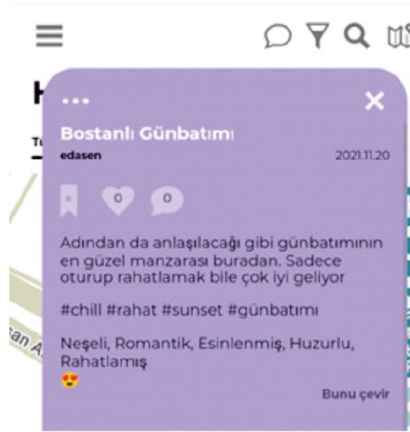 Bostanlı Günbatımı
edasen
2021.11.20
0 0
Adından da anlaşılacağı gibi günbatımının
en güzel manzarası buradan. Sadece
oturup rahatlamak bile çok iyi geliyor
#chill #rahat #sunset #günbatımı
Neşeli, Romantik, Esinlenmiş, Huzurlu,
Rahatlamış
😍
Bunu çevir